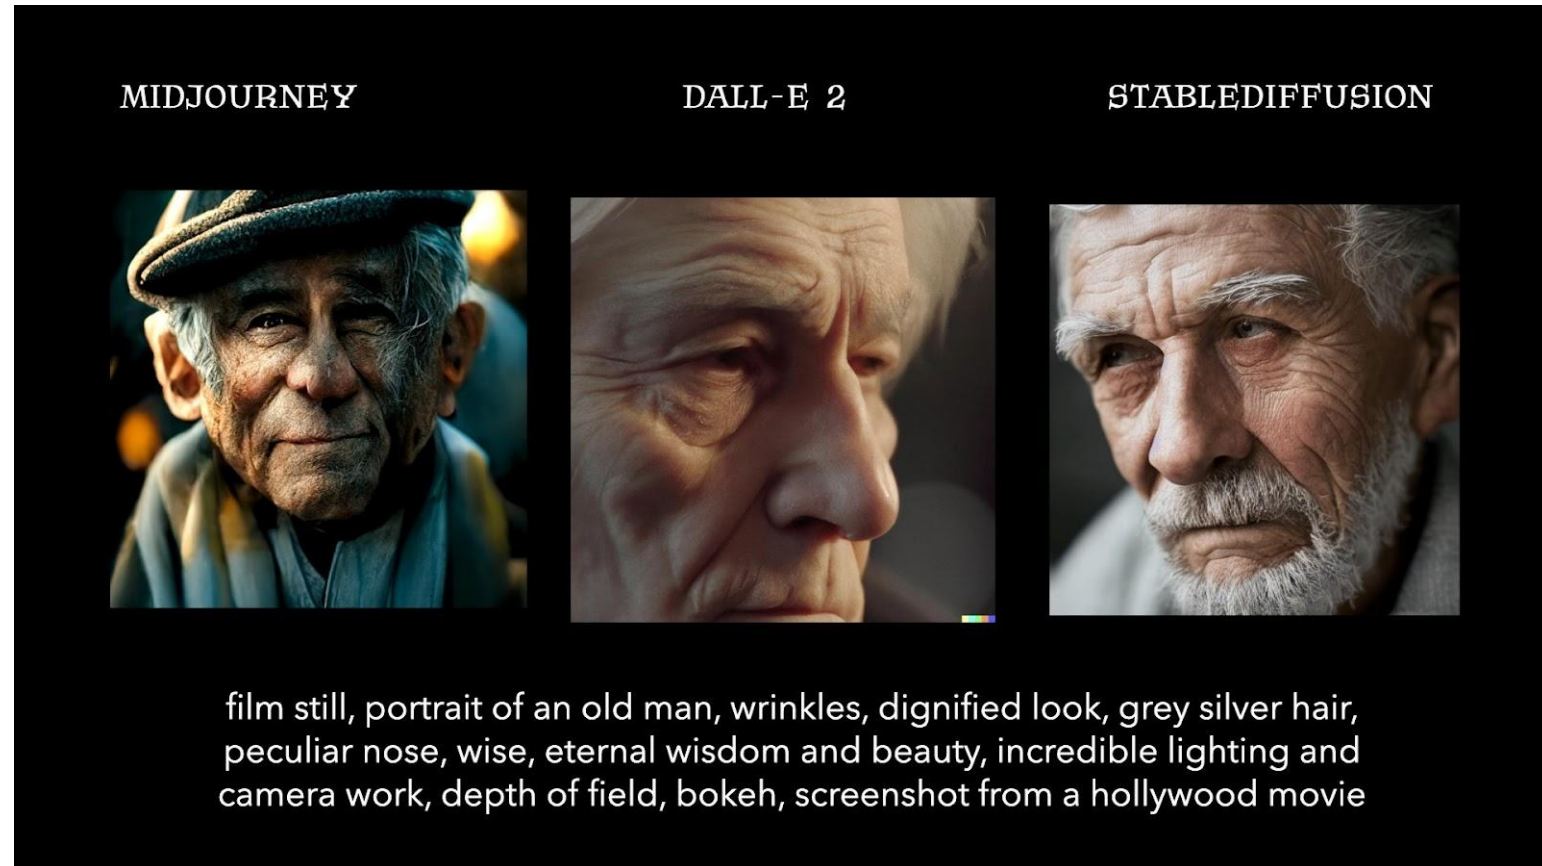 MIDJOURNEY
DALL-E 2
STABLEDIFFUSION
film still, portrait of an old man, wrinkles, dignified look, grey silver hair,
peculiar nose, wise, eternal wisdom and beauty, incredible lighting and
camera work, depth of field, bokeh, screenshot from a hollywood movie